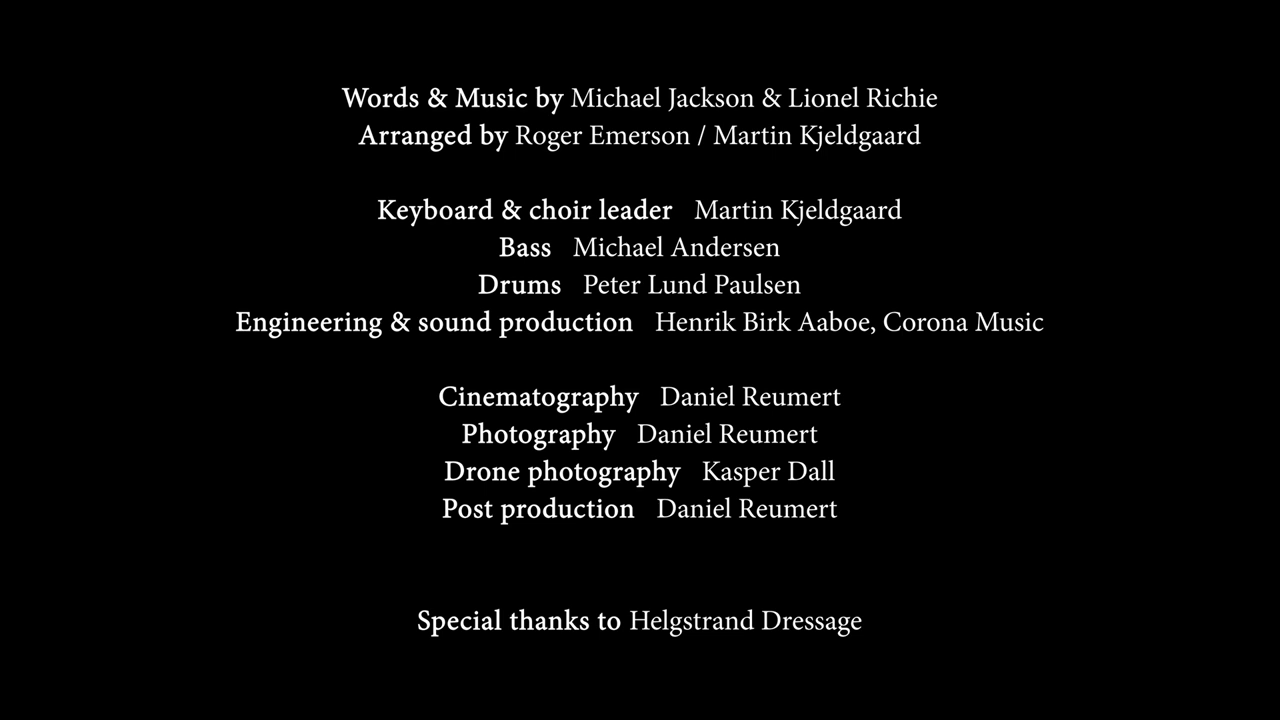 Words & Music by Michael Jackson & Lionel Richie
Arranged by Roger Emerson / Martin Kjeldgaard
Keyboard & choir leader Martin Kjeldgaard
Bass Michael Andersen
Drums Peter Lund Paulsen
Engineering & sound production Henrik Birk Aaboe, Corona Music
Cinematography Daniel Reumert
Photography Daniel Reumert
Drone photography Kasper Dall
Post production Daniel Reumert
Special thanks to Helgstrand Dressage